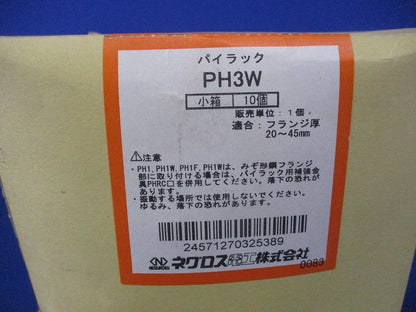 パイラック
PH3W
小箱 10個
販売単位：1個
適合：フランジ厚
20～45mm
⚠注意
・PH1, PH1W, PH1F, PH1Wは、みぞ形鋼フランジ
部に取り付ける場合は、パイラック用補強金
具PHRC□を併用してください。落下の恐れが
あります。
・振動する場所では使用しないでください。
ゆるみ、落下の恐れがあります。
24571270325389
NEGUROSU
ネグロス電工株式会社
0083